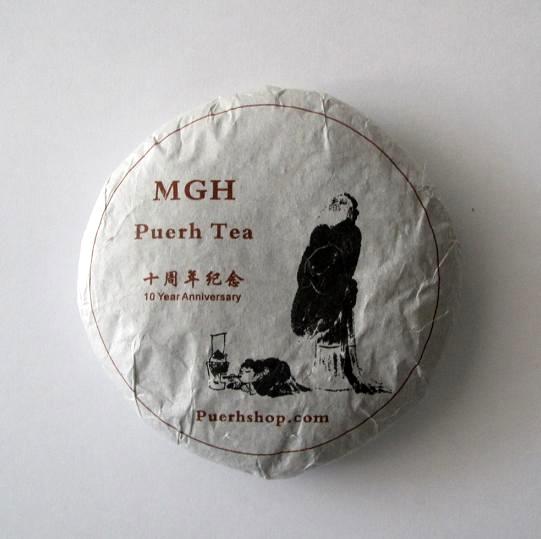 MGH
Puerh Tea
十周年纪念
10 Year Anniversary
Puerhshop.com